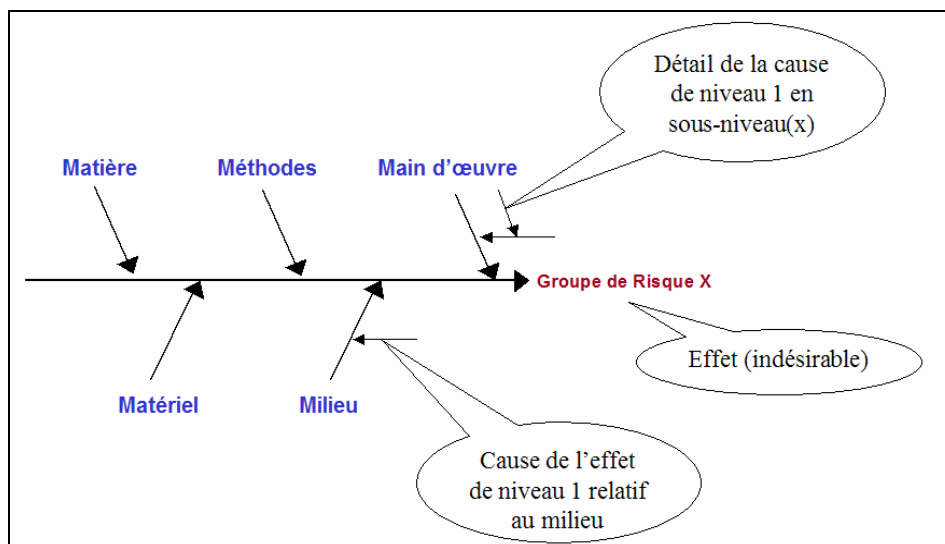 Détail de la cause
de niveau 1 en
sous-niveau(x)
Matière
Méthodes
Main d’œuvre
Groupe de Risque X
Effet (indésirable)
Matériel
Milieu
Cause de l’effet
de niveau 1 relatif
au milieu